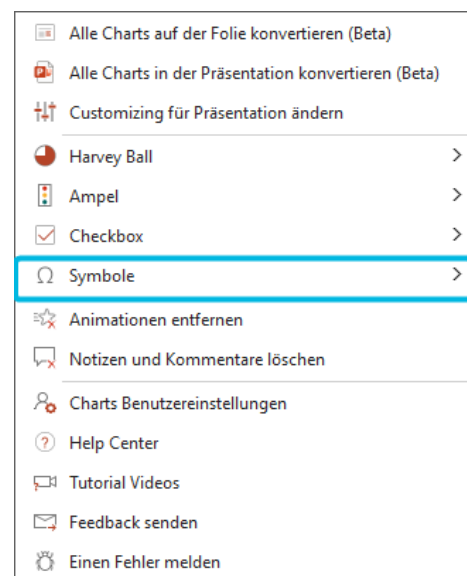 Alle Charts auf der Folie konvertieren (Beta)
Alle Charts in der Präsentation konvertieren (Beta)
Customizing für Präsentation ändern
Harvey Ball
Ampel
Checkbox
Ω Symbole
Animationen entfernen
Notizen und Kommentare löschen
Charts Benutzereinstellungen
Help Center
Tutorial Videos
Feedback senden
Einen Fehler melden